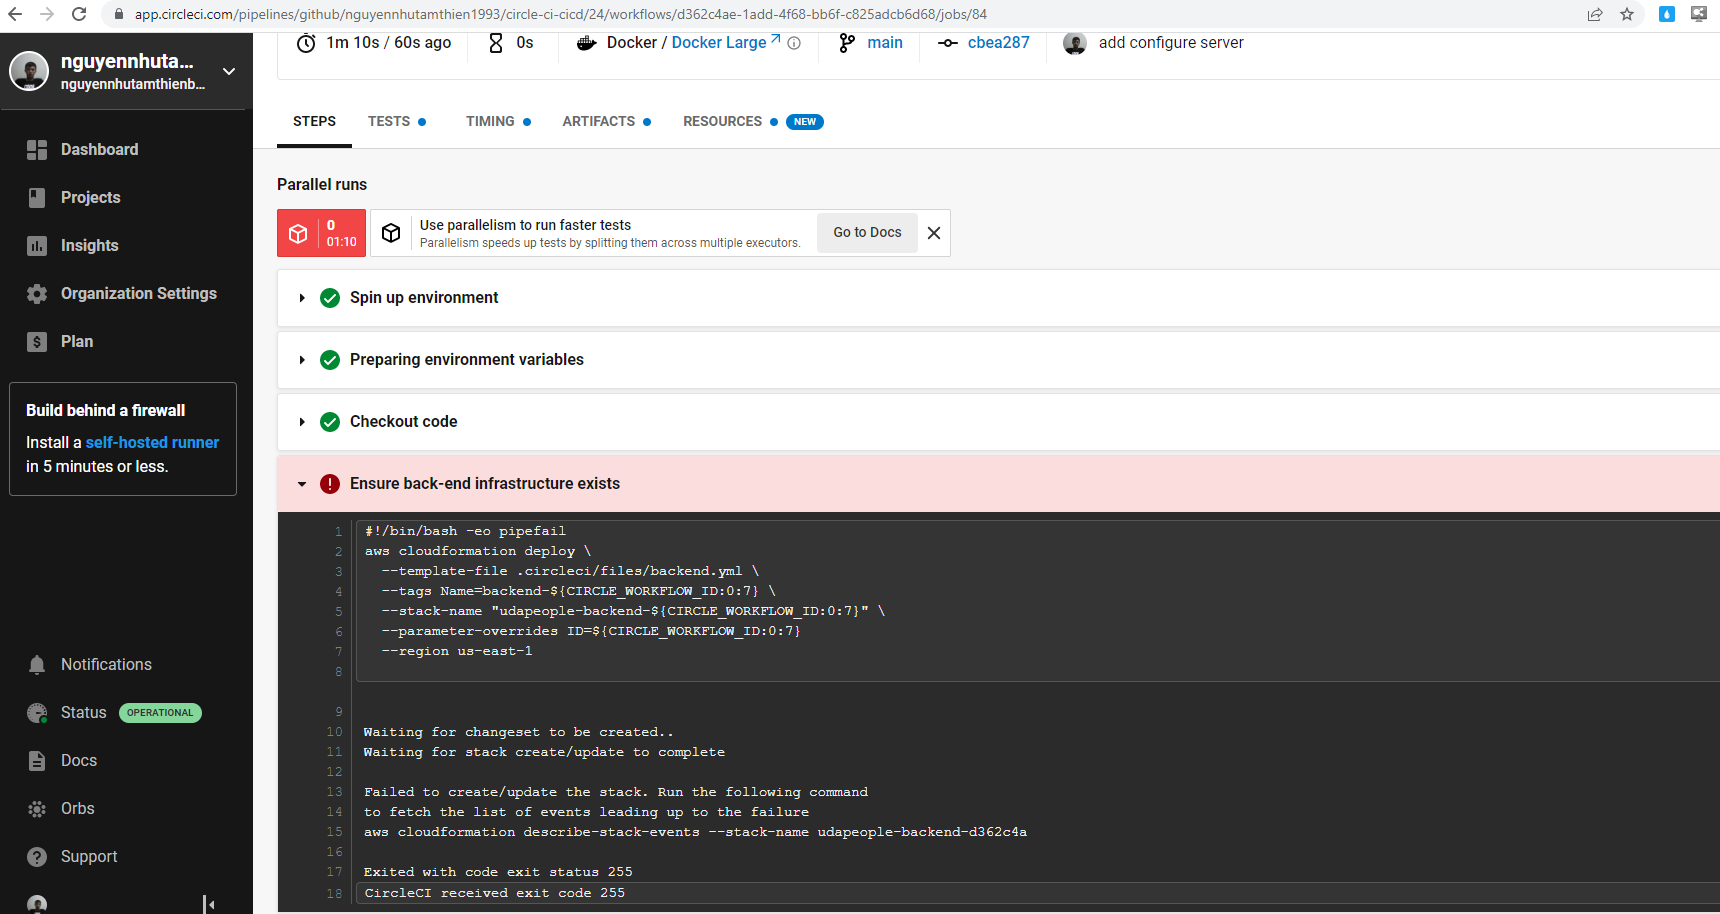 app.circleci.com/pipelines/github/nguyennhutamthien1993/circle-ci-cicd/24/workflows/d362c4ae-1add-4f68-bb6f-c825adcb6d68/jobs/84
nguyennhuta...
nguyennhutamthienb...
Dashboard
Projects
Insights
Organization Settings
Plan
Build behind a firewall
Install a self-hosted runner
in 5 minutes or less.
Notifications
Status OPERATIONAL
Docs
Orbs
Support
1m 10s / 60s ago 0s Docker / Docker Large main cbea287 add configure server
STEPS TESTS TIMING ARTIFACTS RESOURCES NEW
Parallel runs
0
01:10
Use parallelism to run faster tests
Parallelism speeds up tests by splitting them across multiple executors.
Go to Docs
Spin up environment
Preparing environment variables
Checkout code
Ensure back-end infrastructure exists
1 #!/bin/bash -eo pipefail
2 aws cloudformation deploy \
3 --template-file .circleci/files/backend.yml \
4 --tags Name=backend-${CIRCLE_WORKFLOW_ID:0:7} \
5 --stack-name "udapeople-backend-${CIRCLE_WORKFLOW_ID:0:7}" \
6 --parameter-overrides ID=${CIRCLE_WORKFLOW_ID:0:7}
7 --region us-east-1
8
9
10 Waiting for changeset to be created..
11 Waiting for stack create/update to complete
12
13 Failed to create/update the stack. Run the following command
14 to fetch the list of events leading up to the failure
15 aws cloudformation describe-stack-events --stack-name udapeople-backend-d362c4a
16
17 Exited with code exit status 255
18 CircleCI received exit code 255